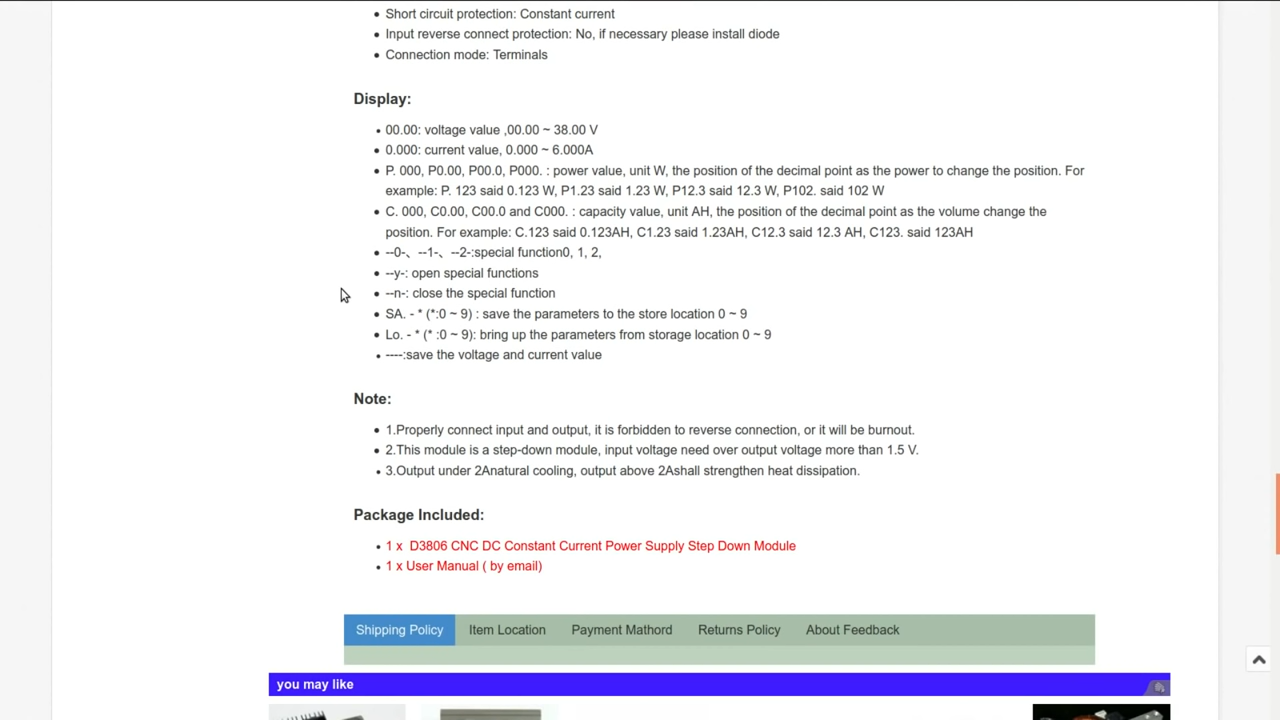 Short circuit protection: Constant current
Input reverse connect protection: No, if necessary please install diode
Connection mode: Terminals
Display:
00.00: voltage value ,00.00 ~ 38.00 V
0.000: current value, 0.000 ~ 6.000A
P. 000, P0.00, P00.0, P000. : power value, unit W, the position of the decimal point as the power to change the position. For
example: P. 123 said 0.123 W, P1.23 said 1.23 W, P12.3 said 12.3 W, P102. said 102 W
C. 000, C0.00, C00.0 and C000. : capacity value, unit AH, the position of the decimal point as the volume change the
position. For example: C.123 said 0.123AH, C1.23 said 1.23AH, C12.3 said 12.3 AH, C123. said 123AH
--0-、--1-、--2-:special function0, 1, 2,
--y-: open special functions
--n-: close the special function
SA. - * (*:0 ~ 9) : save the parameters to the store location 0 ~ 9
Lo. - * (* :0 ~ 9): bring up the parameters from storage location 0 ~ 9
----:save the voltage and current value
Note:
1.Properly connect input and output, it is forbidden to reverse connection, or it will be burnout.
2.This module is a step-down module, input voltage need over output voltage more than 1.5 V.
3.Output under 2Anatural cooling, output above 2Ashall strengthen heat dissipation.
Package Included:
1 x D3806 CNC DC Constant Current Power Supply Step Down Module
1 x User Manual ( by email)
Shipping Policy Item Location Payment Mathord Returns Policy About Feedback
you may like